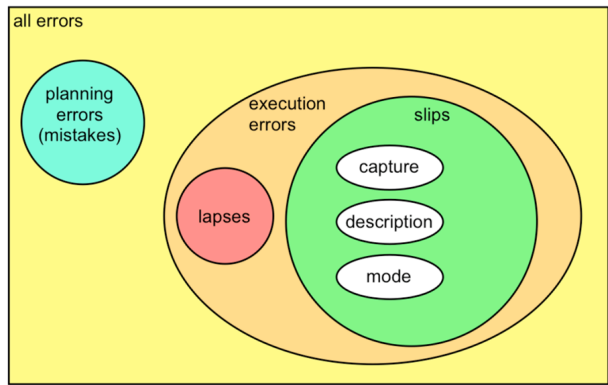 all errors
planning
errors
(mistakes)
execution
errors
slips
capture
lapses
description
mode